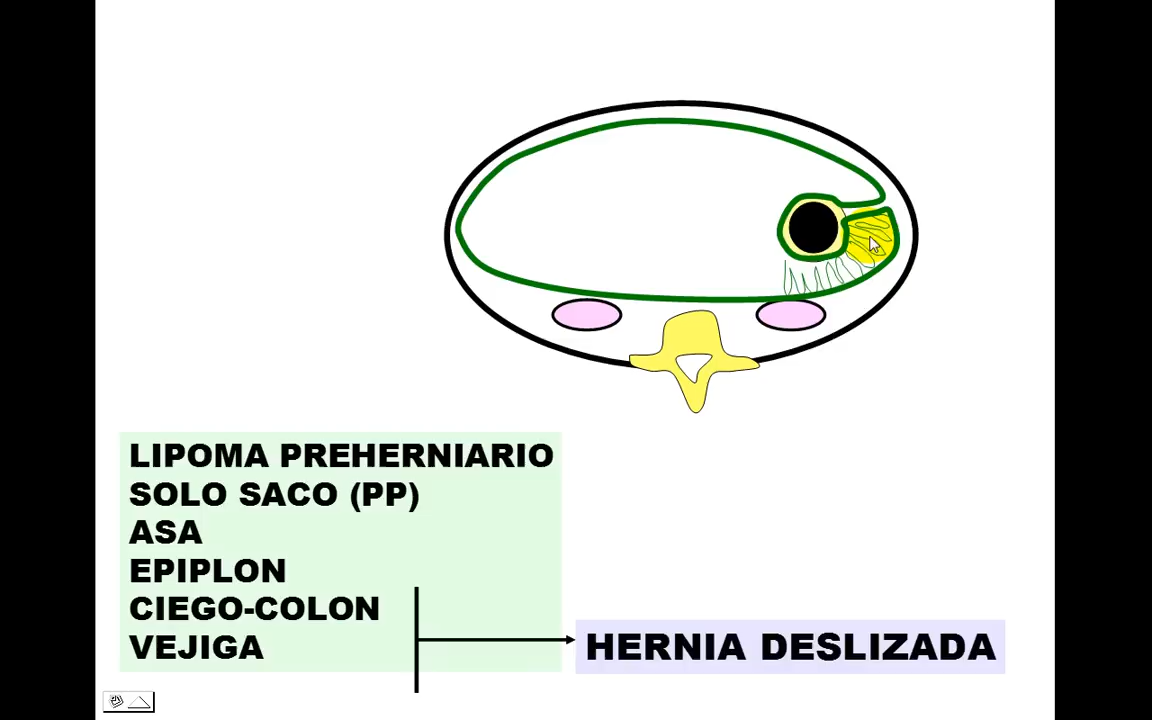 LIPOMA PREHERNIARIO
SOLO SACO (PP)
ASA
EPIPLON
CIEGO-COLON
VEJIGA
HERNIA DESLIZADA